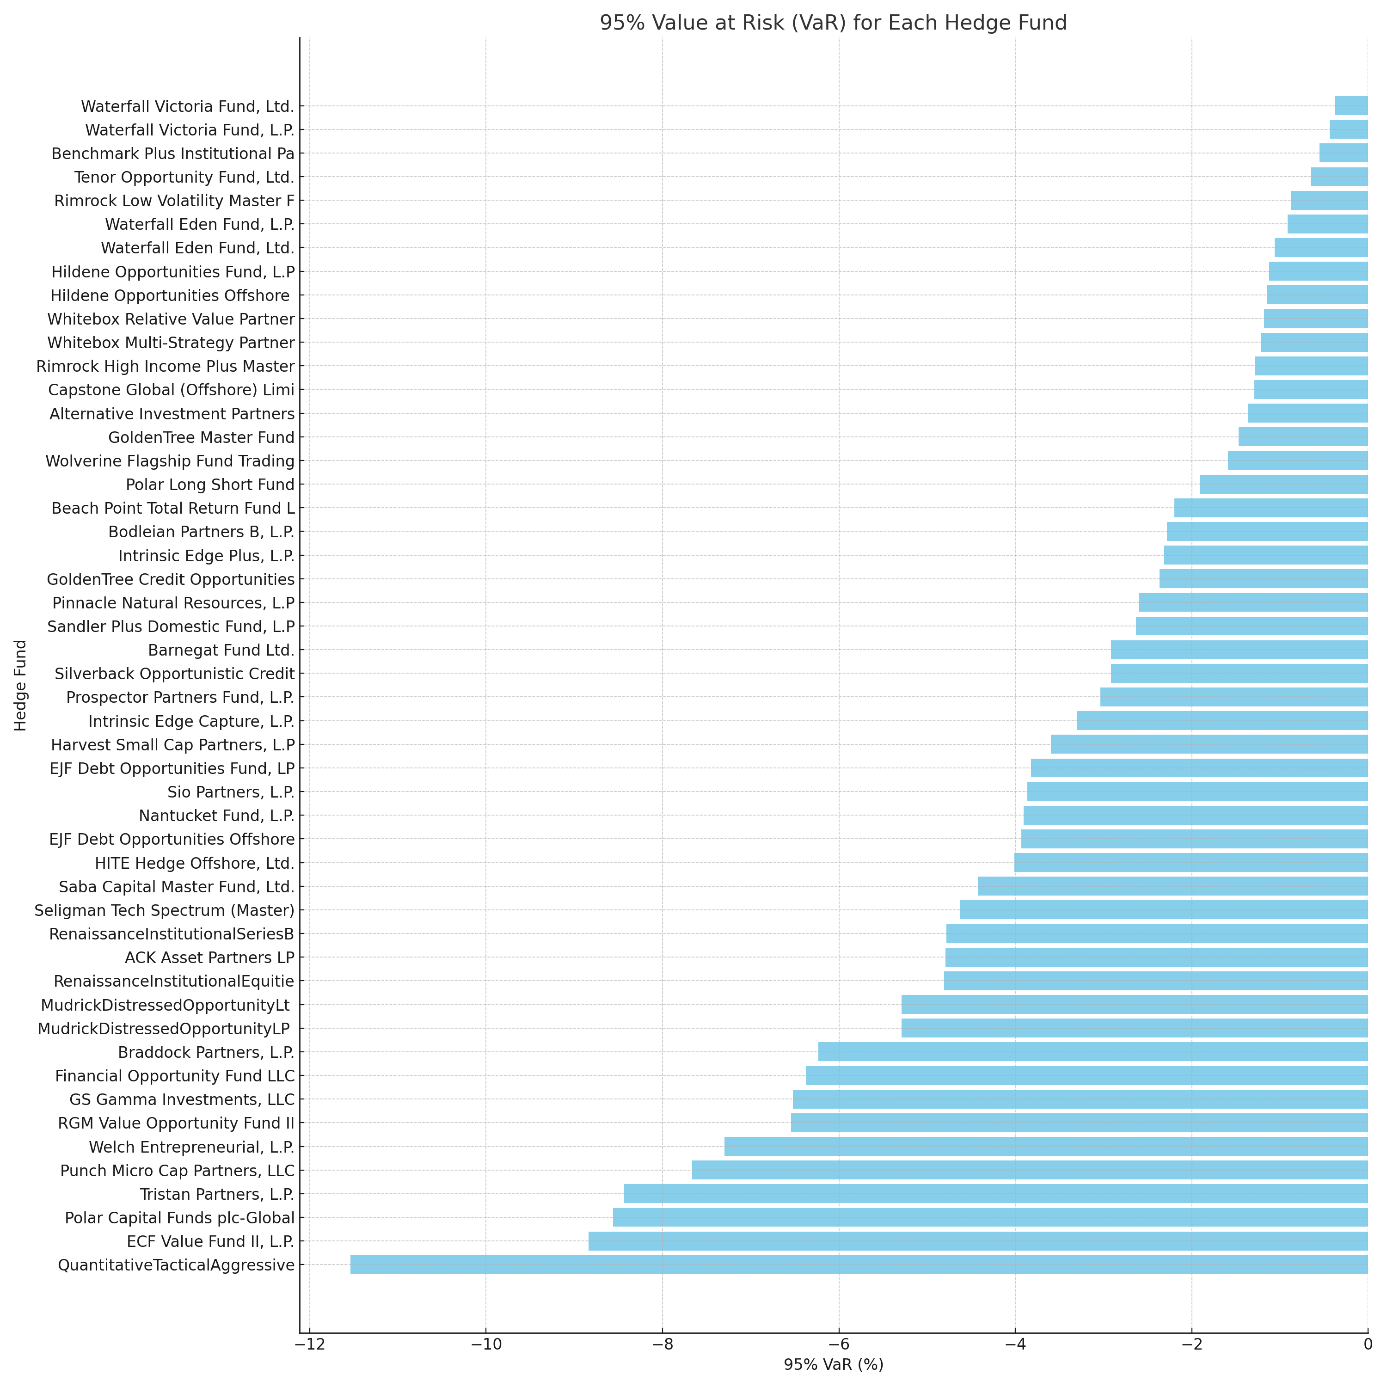 95% Value at Risk (VaR) for Each Hedge Fund
Waterfall Victoria Fund, Ltd.
Waterfall Victoria Fund, L.P.
Benchmark Plus Institutional Pa
Tenor Opportunity Fund, Ltd.
Rimrock Low Volatility Master F
Waterfall Eden Fund, L.P.
Waterfall Eden Fund, Ltd.
Hildene Opportunities Fund, L.P
Hildene Opportunities Offshore
Whitebox Relative Value Partner
Whitebox Multi-Strategy Partner
Rimrock High Income Plus Master
Capstone Global (Offshore) Limi
Alternative Investment Partners
GoldenTree Master Fund
Wolverine Flagship Fund Trading
Polar Long Short Fund
Beach Point Total Return Fund L
Bodleian Partners B, L.P.
Intrinsic Edge Plus, L.P.
GoldenTree Credit Opportunities
Pinnacle Natural Resources, L.P
Sandler Plus Domestic Fund, L.P
Barnegat Fund Ltd.
Silverback Opportunistic Credit
Prospector Partners Fund, L.P.
Intrinsic Edge Capture, L.P.
Harvest Small Cap Partners, L.P
EJF Debt Opportunities Fund, LP
Sio Partners, L.P.
Nantucket Fund, L.P.
EJF Debt Opportunities Offshore
HITE Hedge Offshore, Ltd.
Saba Capital Master Fund, Ltd.
Seligman Tech Spectrum (Master)
RenaissanceInstitutionalSeriesB
ACK Asset Partners LP
RenaissanceInstitutionalEquitie
MudrickDistressedOpportunityLt
MudrickDistressedOpportunityLP
Braddock Partners, L.P.
Financial Opportunity Fund LLC
GS Gamma Investments, LLC
RGM Value Opportunity Fund II
Welch Entrepreneurial, L.P.
Punch Micro Cap Partners, LLC
Tristan Partners, L.P.
Polar Capital Funds plc-Global
ECF Value Fund II, L.P.
QuantitativeTacticalAggressive
Hedge Fund
−12 −10 −8 −6 −4 −2 0
95% VaR (%)